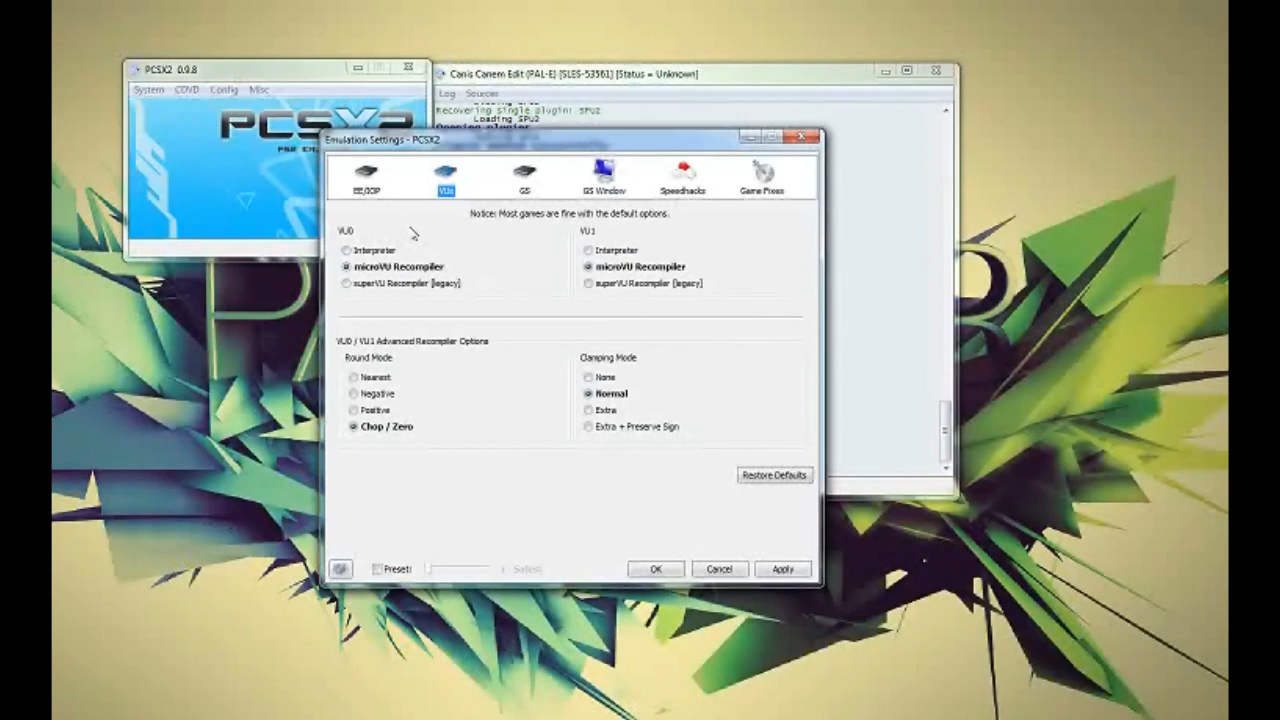 PCSX2 0.9.8
System CDVD Config Misc
PCSX2
Canis Canem Edit (PAL-E) [SLES-53561] [Status = Unknown]
Log Sources
Recovering single plugin: SPU2
Loading SPU2
Opening plugins
Emulation Settings - PCSX2
EE/IOP VUs GS GS Window Speedhacks Game Fixes
Notice: Most games are fine with the default options.
VU0 VU1
Interpreter Interpreter
microVU Recompiler microVU Recompiler
superVU Recompiler [legacy] superVU Recompiler [legacy]
VU0 / VU1 Advanced Recompiler Options
Round Mode Clamping Mode
Nearest None
Negative Normal
Positive Extra
Chop / Zero Extra + Preserve Sign
Restore Defaults
Preset: Safest
OK Cancel Apply